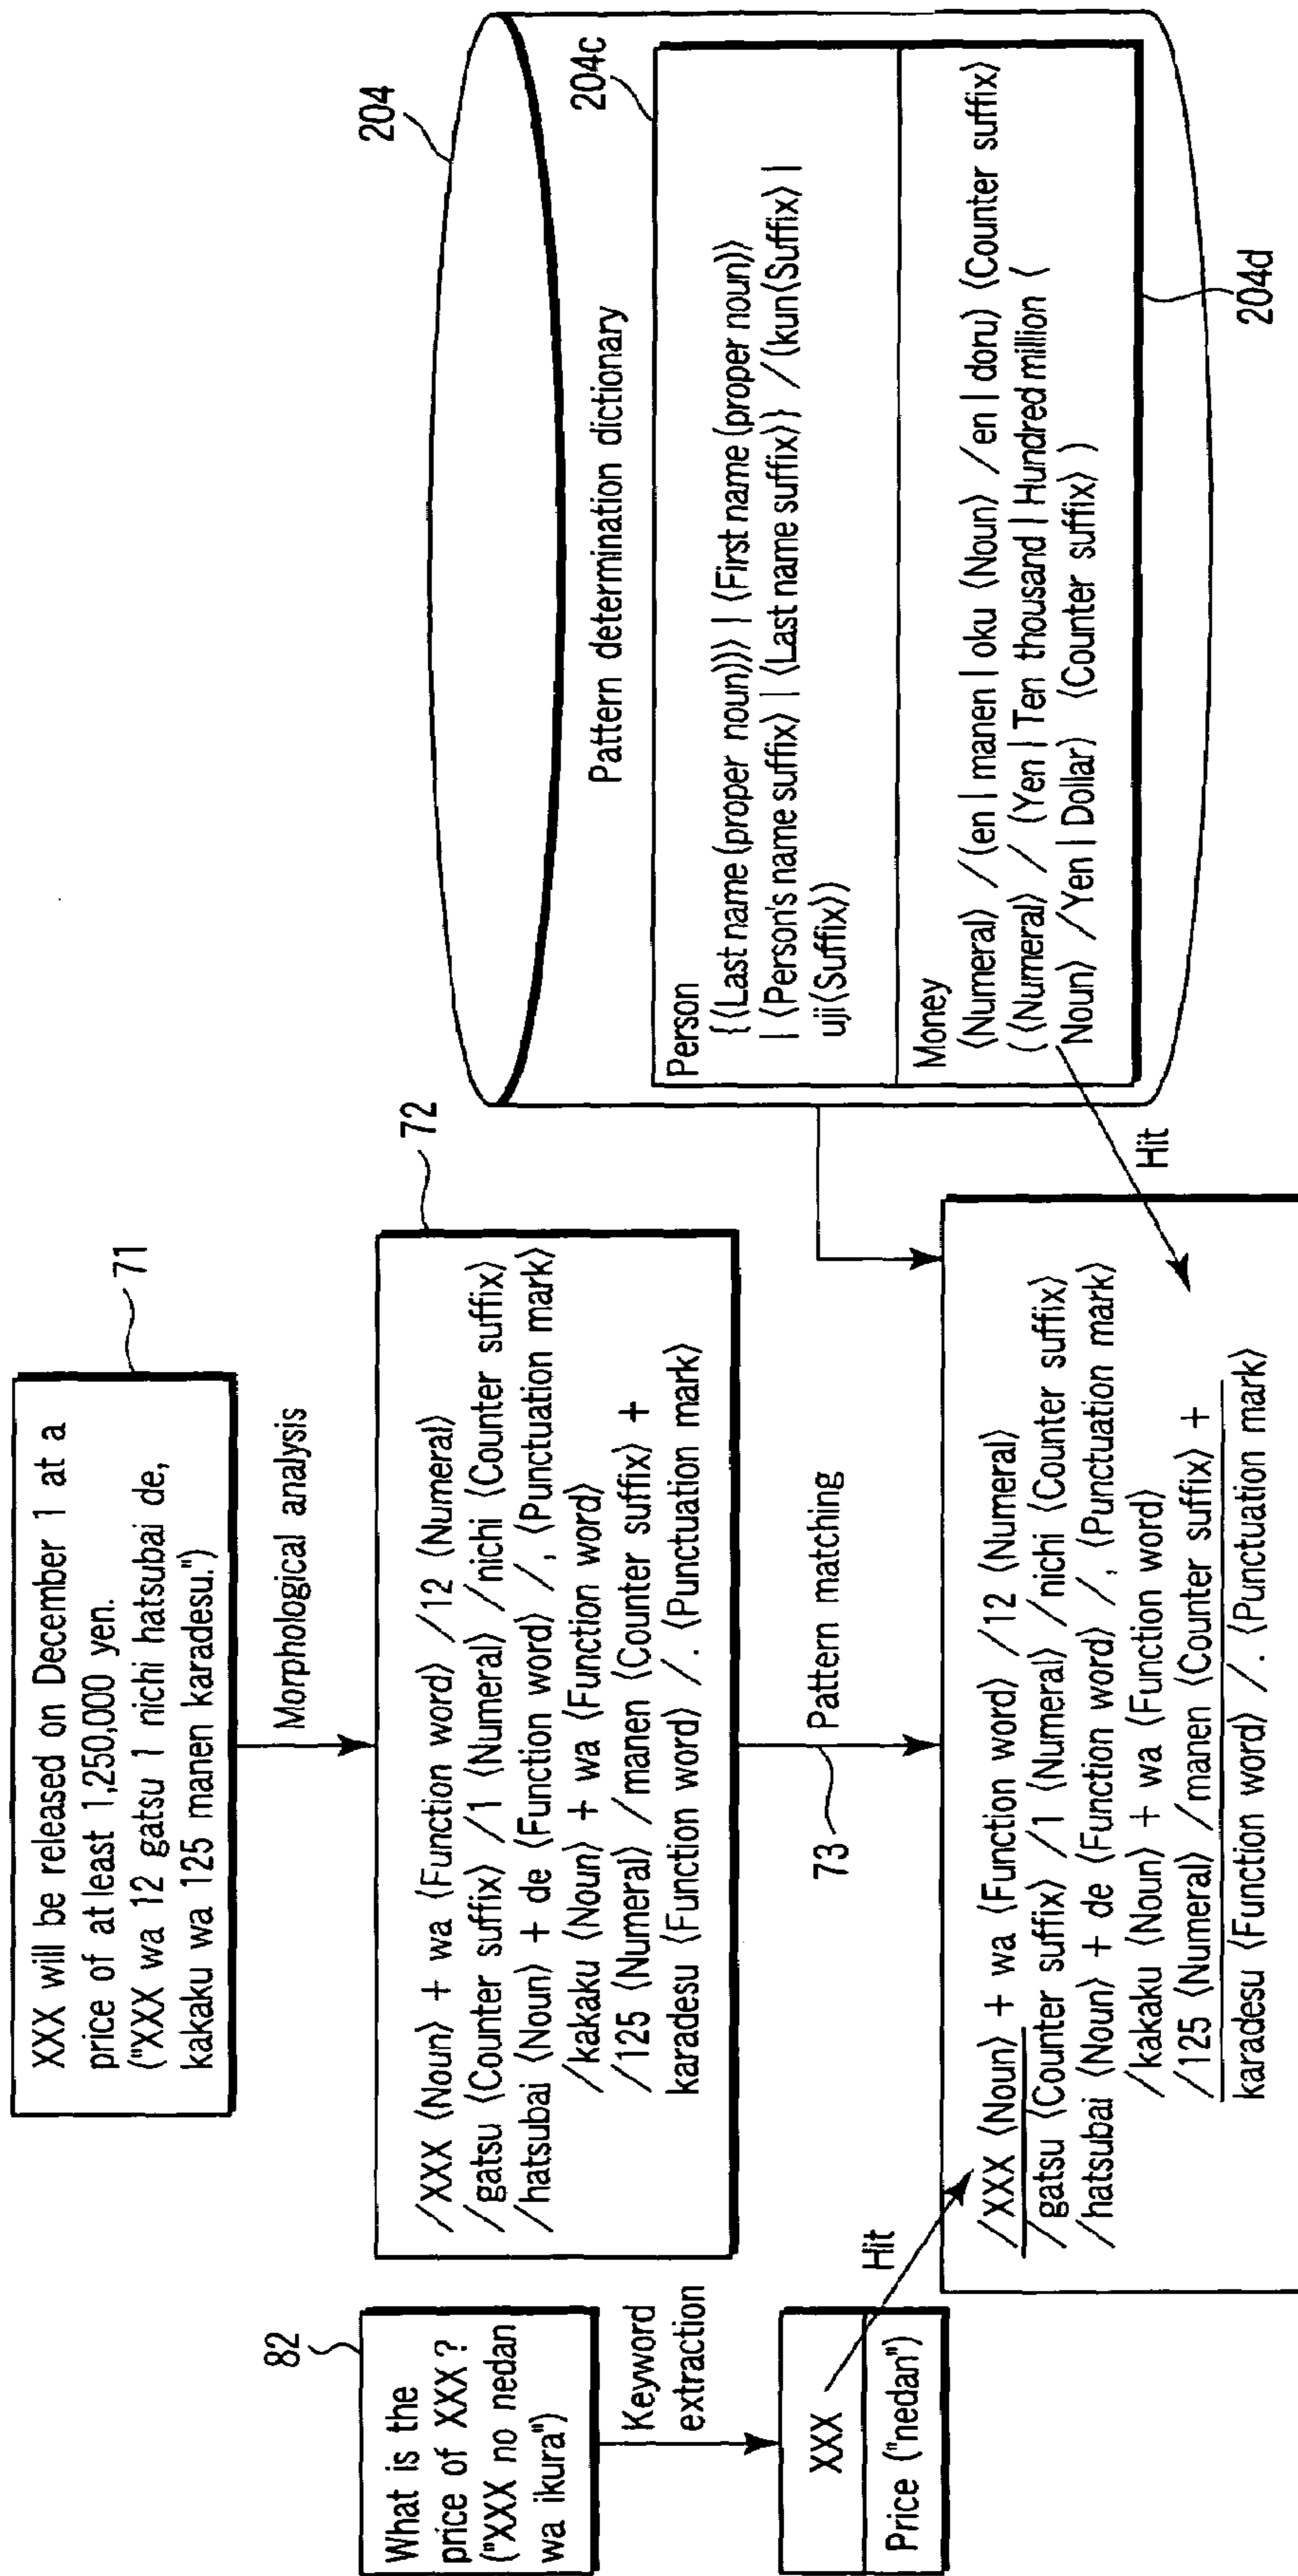 XXX will be released on December 1 at a
price of at least 1,250,000 yen.
("XXX wa 12 gatsu 1 nichi hatsubai de,
kakaku wa 125 manen karadesu.")
71
Morphological analysis
82
What is the
price of XXX ?
("XXX no nedan
wa ikura")
Keyword
extraction
XXX
Price ("nedan")
Hit
72
/XXX ⟨Noun⟩ + wa ⟨Function word⟩ /12 ⟨Numeral⟩
/gatsu ⟨Counter suffix⟩ /1 ⟨Numeral⟩ /nichi ⟨Counter suffix⟩
/hatsubai ⟨Noun⟩ + de ⟨Function word⟩ /, ⟨Punctuation mark⟩
/kakaku ⟨Noun⟩ + wa ⟨Function word⟩
/125 ⟨Numeral⟩ /manen ⟨Counter suffix⟩ +
karadesu ⟨Function word⟩ /. ⟨Punctuation mark⟩
73
Pattern matching
204
Pattern determination dictionary
204c
Person
{⟨Last name (proper noun)⟩⟩ | ⟨First name (proper noun)⟩
| ⟨Person's name suffix⟩ | ⟨Last name suffix⟩} /(kun⟨Suffix⟩ |
uji⟨Suffix⟩)
Money
⟨Numeral⟩ /(en | manen | oku ⟨Noun⟩ /en | doru) ⟨Counter suffix⟩
(⟨Numeral⟩ / (Yen | Ten thousand | Hundred million ⟨
Noun⟩ /Yen | Dollar) ⟨Counter suffix⟩ )
204d
Hit
/XXX ⟨Noun⟩ + wa ⟨Function word⟩ /12 ⟨Numeral⟩
/gatsu ⟨Counter suffix⟩ /1 ⟨Numeral⟩ /nichi ⟨Counter suffix⟩
/hatsubai ⟨Noun⟩ + de ⟨Function word⟩ /, ⟨Punctuation mark⟩
/kakaku ⟨Noun⟩ + wa ⟨Function word⟩
/125 ⟨Numeral⟩ /manen ⟨Counter suffix⟩ +
karadesu ⟨Function word⟩ /. ⟨Punctuation mark⟩